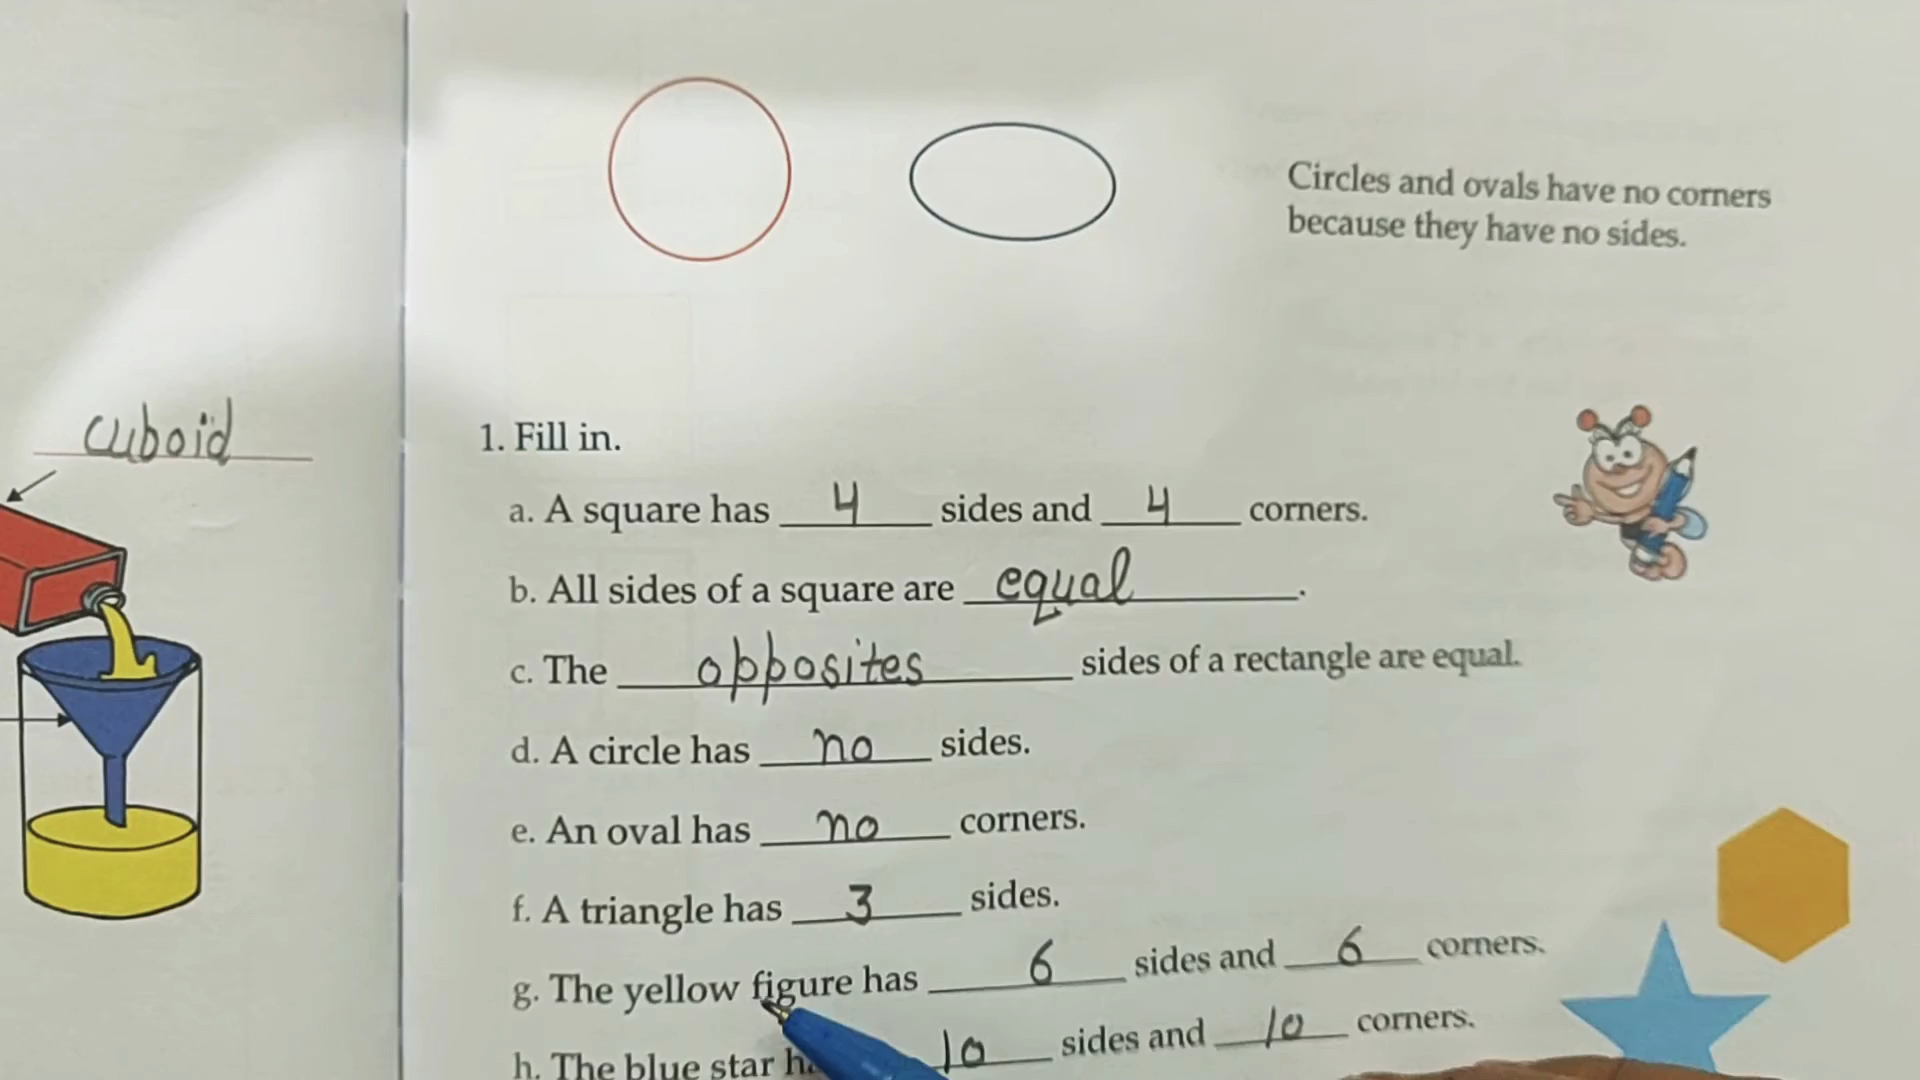 Circles and ovals have no corners
because they have no sides.
cuboid
1. Fill in.
a. A square has 4 sides and 4 corners.
b. All sides of a square are equal.
c. The opposites sides of a rectangle are equal.
d. A circle has no sides.
e. An oval has no corners.
f. A triangle has 3 sides.
g. The yellow figure has 6 sides and 6 corners.
h. The blue star 10 sides and 10 corners.